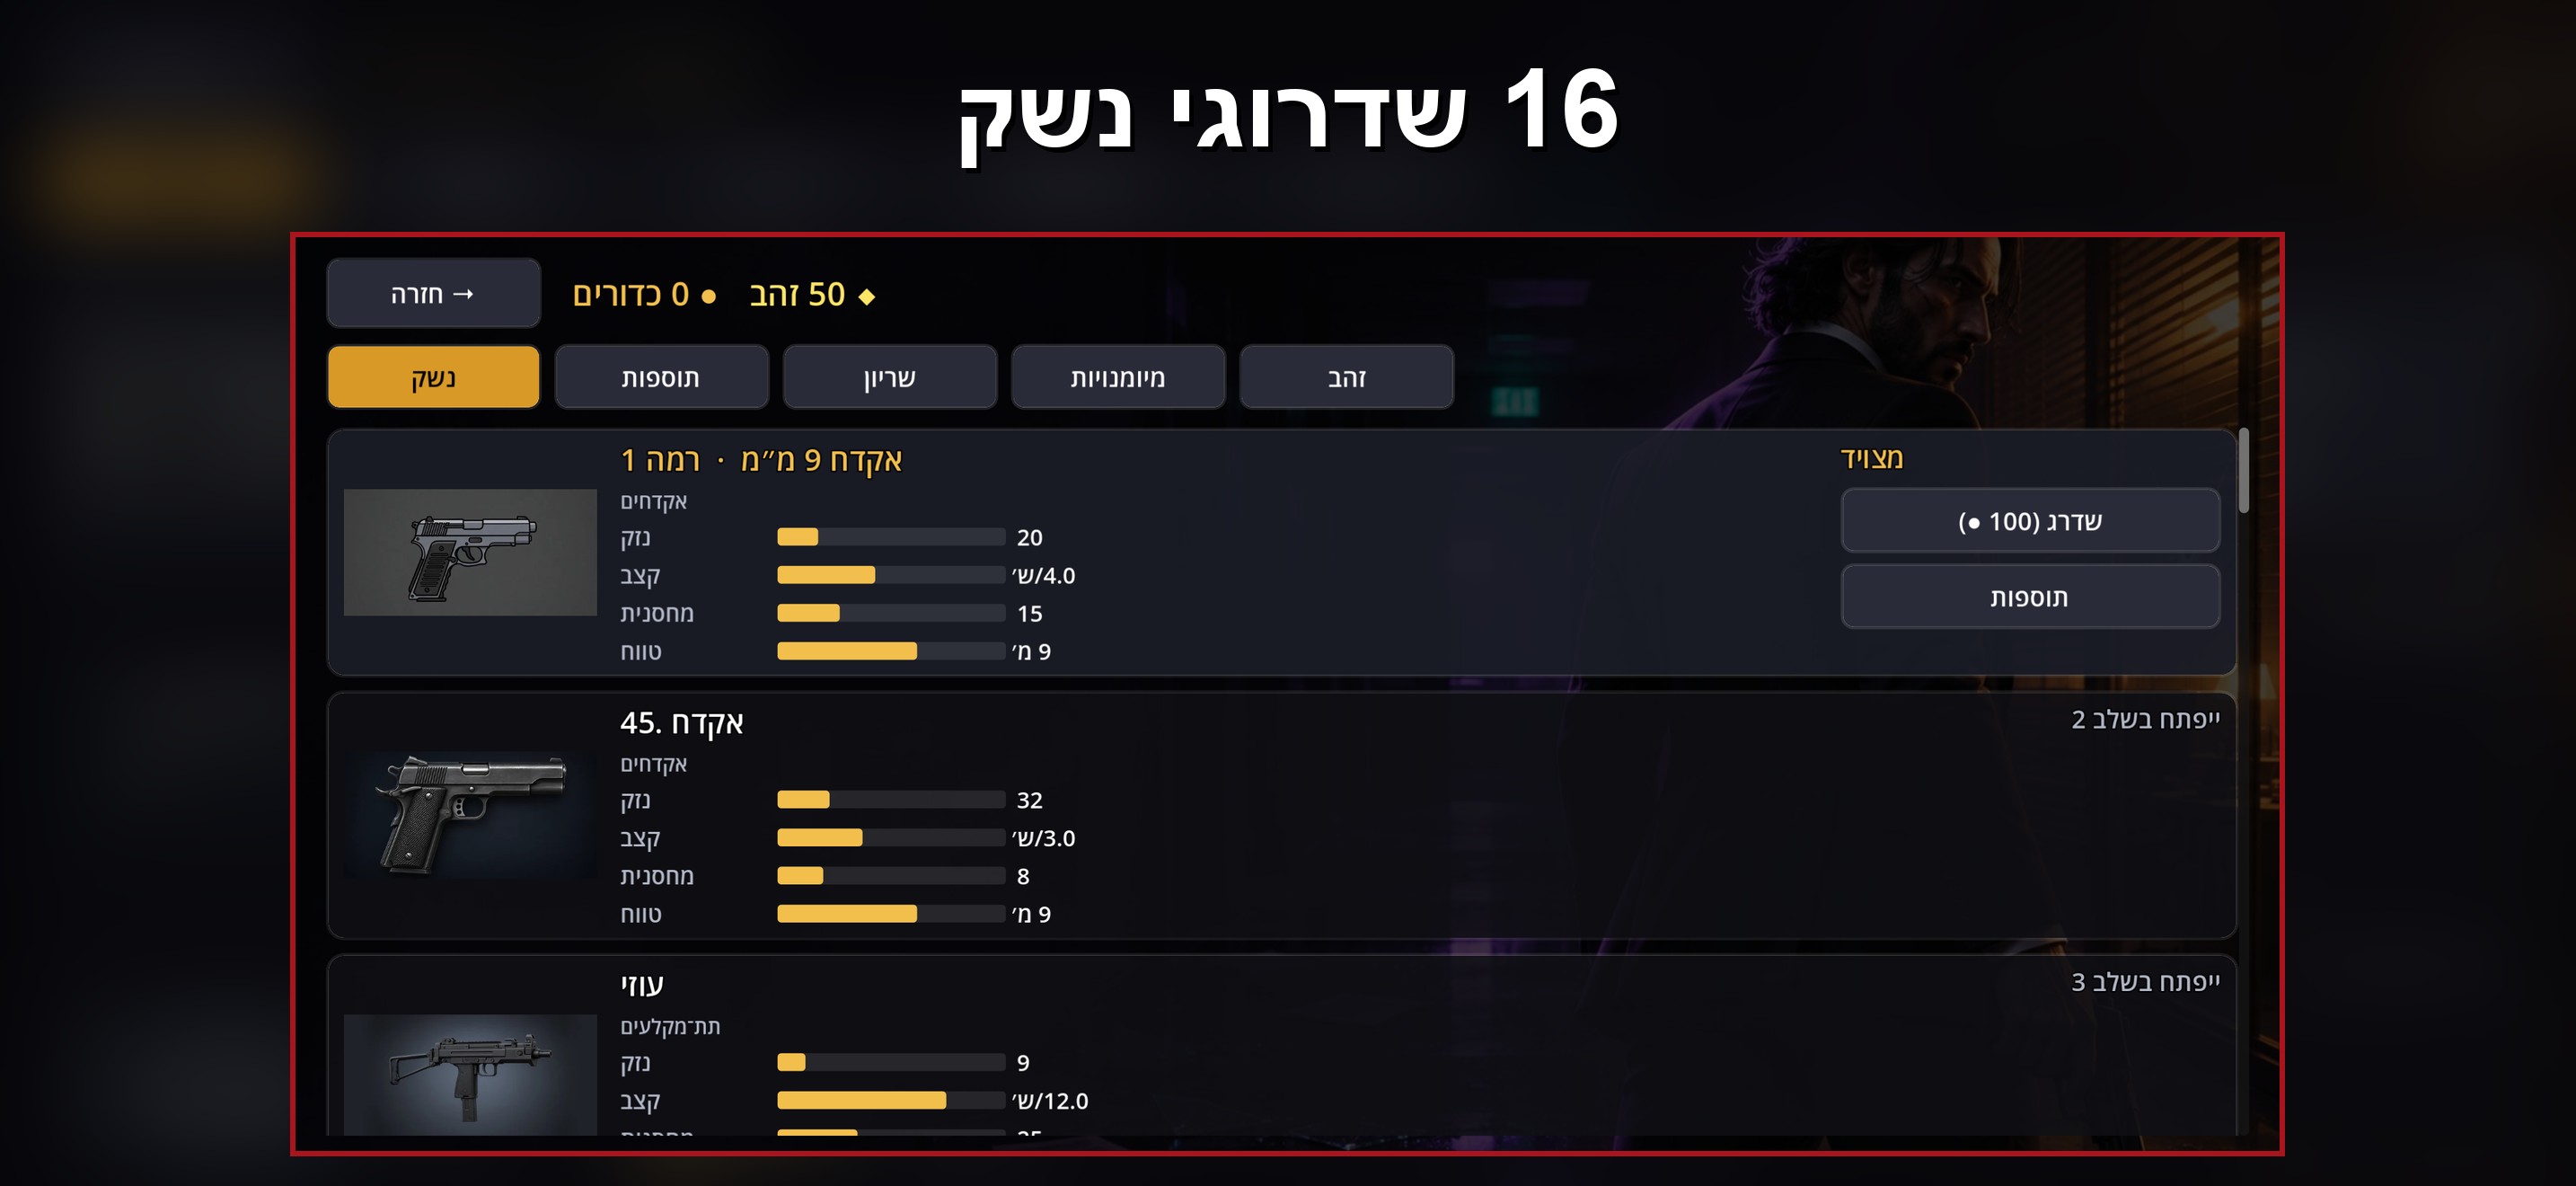 16 שדרוגי נשק
→ חזרה
● 0 כדורים
◆ 50 זהב
נשק
תוספות
שריון
מיומנויות
זהב
אקדח 9 מ״מ · רמה 1
מצויד
אקדחים
נזק 20
קצב 4.0/ש׳
מחסנית 15
טווח 9 מ׳
שדרג (100 ●)
תוספות
אקדח .45
ייפתח בשלב 2
אקדחים
נזק 32
קצב 3.0/ש׳
מחסנית 8
טווח 9 מ׳
עוזי
ייפתח בשלב 3
תת־מקלעים
נזק 9
קצב 12.0/ש׳